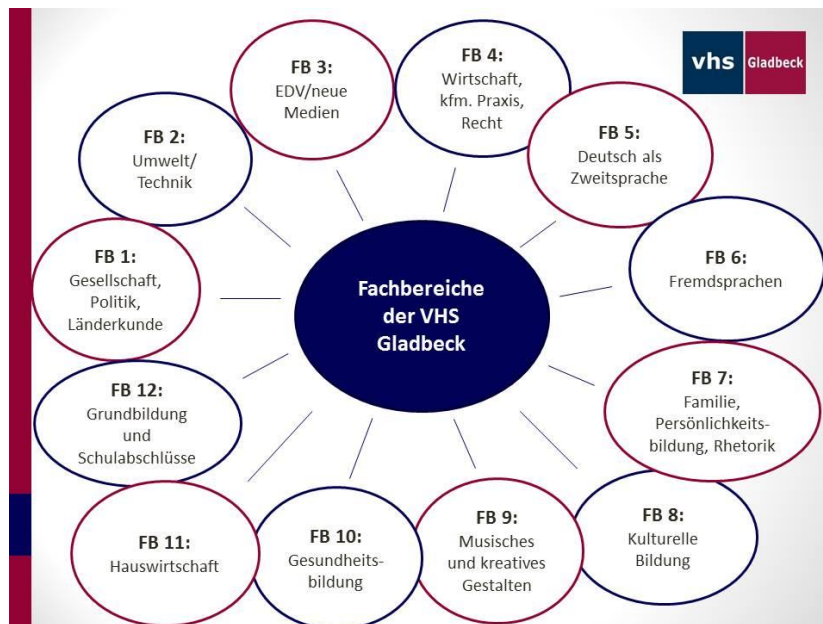 vhs Gladbeck
Fachbereiche
der VHS
Gladbeck
FB 1:
Gesellschaft,
Politik,
Länderkunde
FB 2:
Umwelt/
Technik
FB 3:
EDV/neue
Medien
FB 4:
Wirtschaft,
kfm. Praxis,
Recht
FB 5:
Deutsch als
Zweitsprache
FB 6:
Fremdsprachen
FB 7:
Familie,
Persönlichkeits-
bildung, Rhetorik
FB 8:
Kulturelle
Bildung
FB 9:
Musisches
und kreatives
Gestalten
FB 10:
Gesundheits-
bildung
FB 11:
Hauswirtschaft
FB 12:
Grundbildung
und
Schulabschlüsse